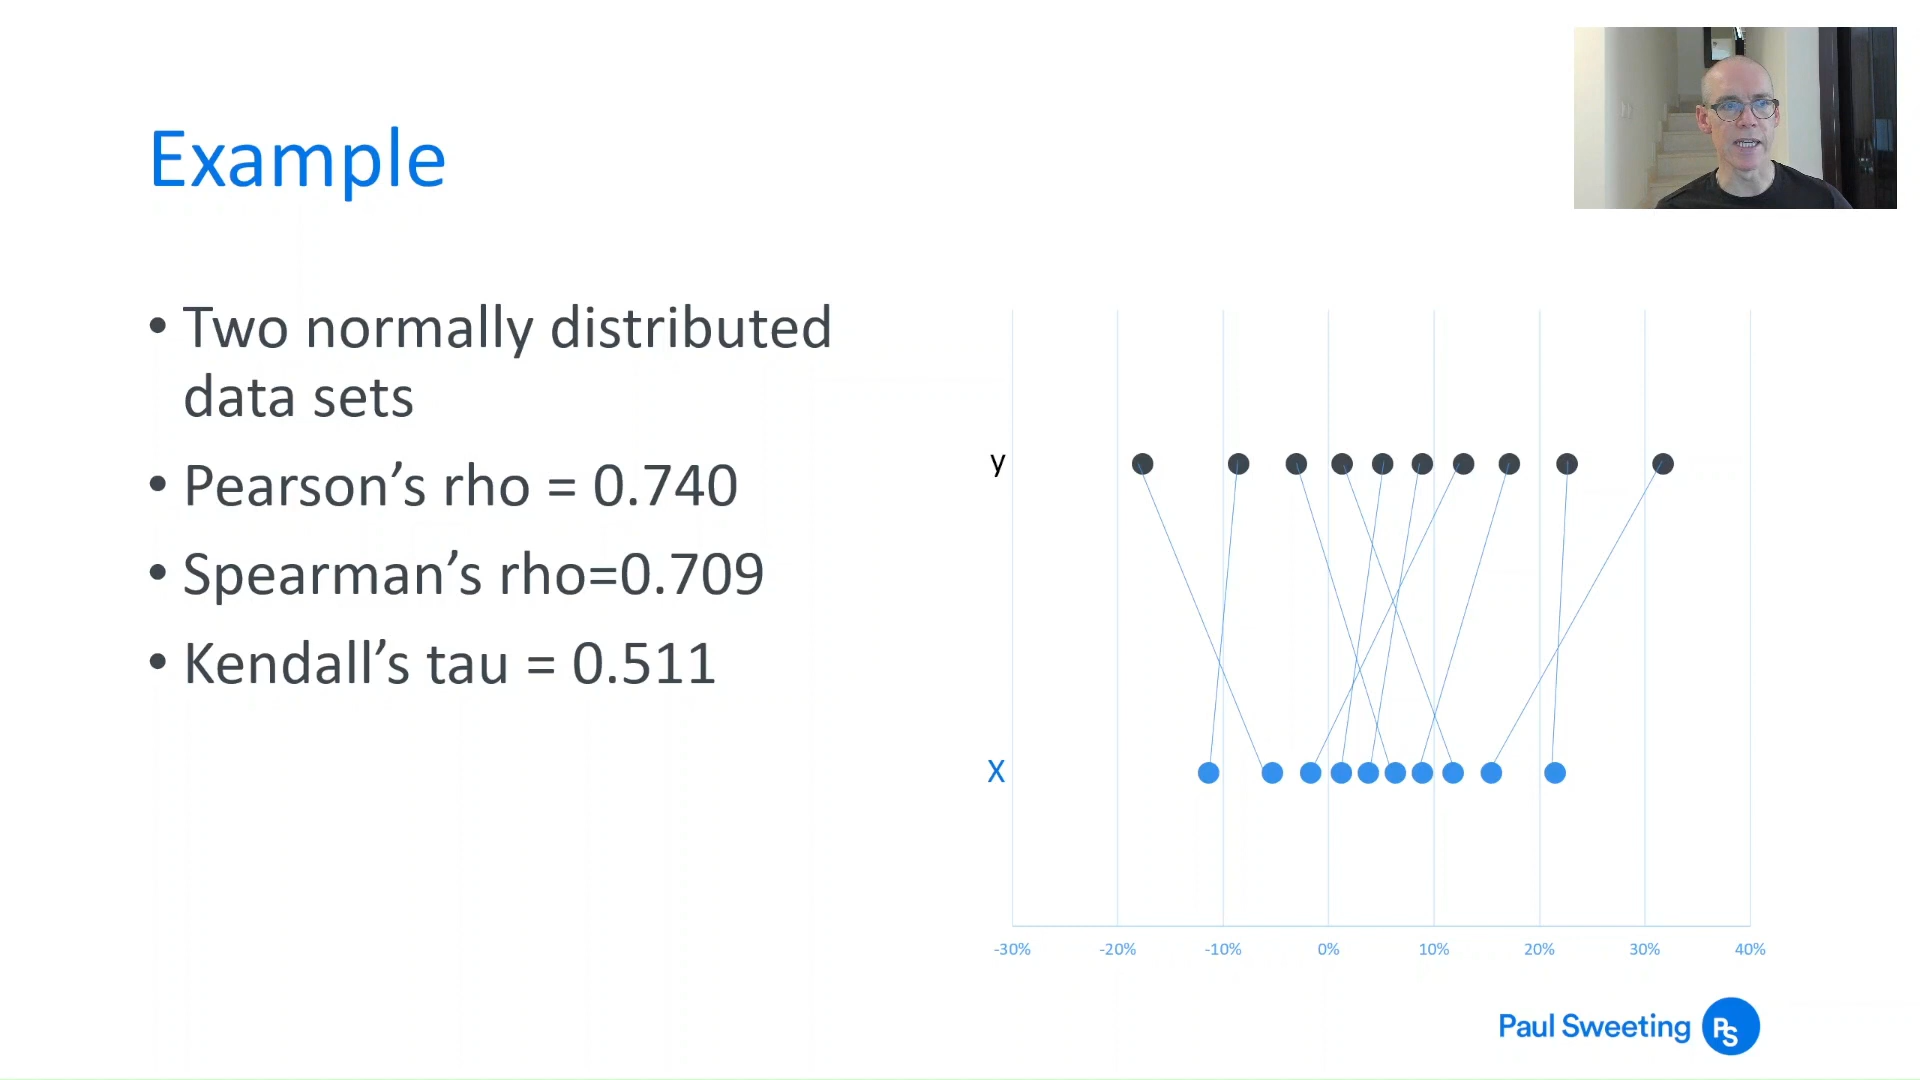 Example
• Two normally distributed
data sets
• Pearson’s rho = 0.740
• Spearman’s rho=0.709
• Kendall’s tau = 0.511
y
X
-30% -20% -10% 0% 10% 20% 30% 40%
Paul Sweeting PS